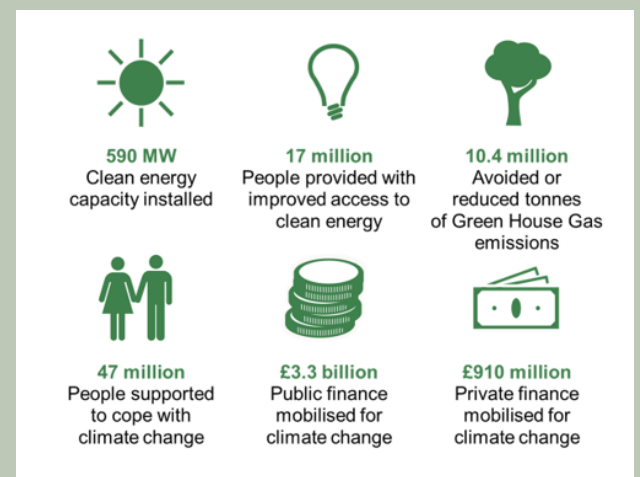 590 MW
Clean energy
capacity installed
17 million
People provided with
improved access to
clean energy
10.4 million
Avoided or
reduced tonnes
of Green House Gas
emissions
47 million
People supported
to cope with
climate change
£3.3 billion
Public finance
mobilised for
climate change
£910 million
Private finance
mobilised for
climate change